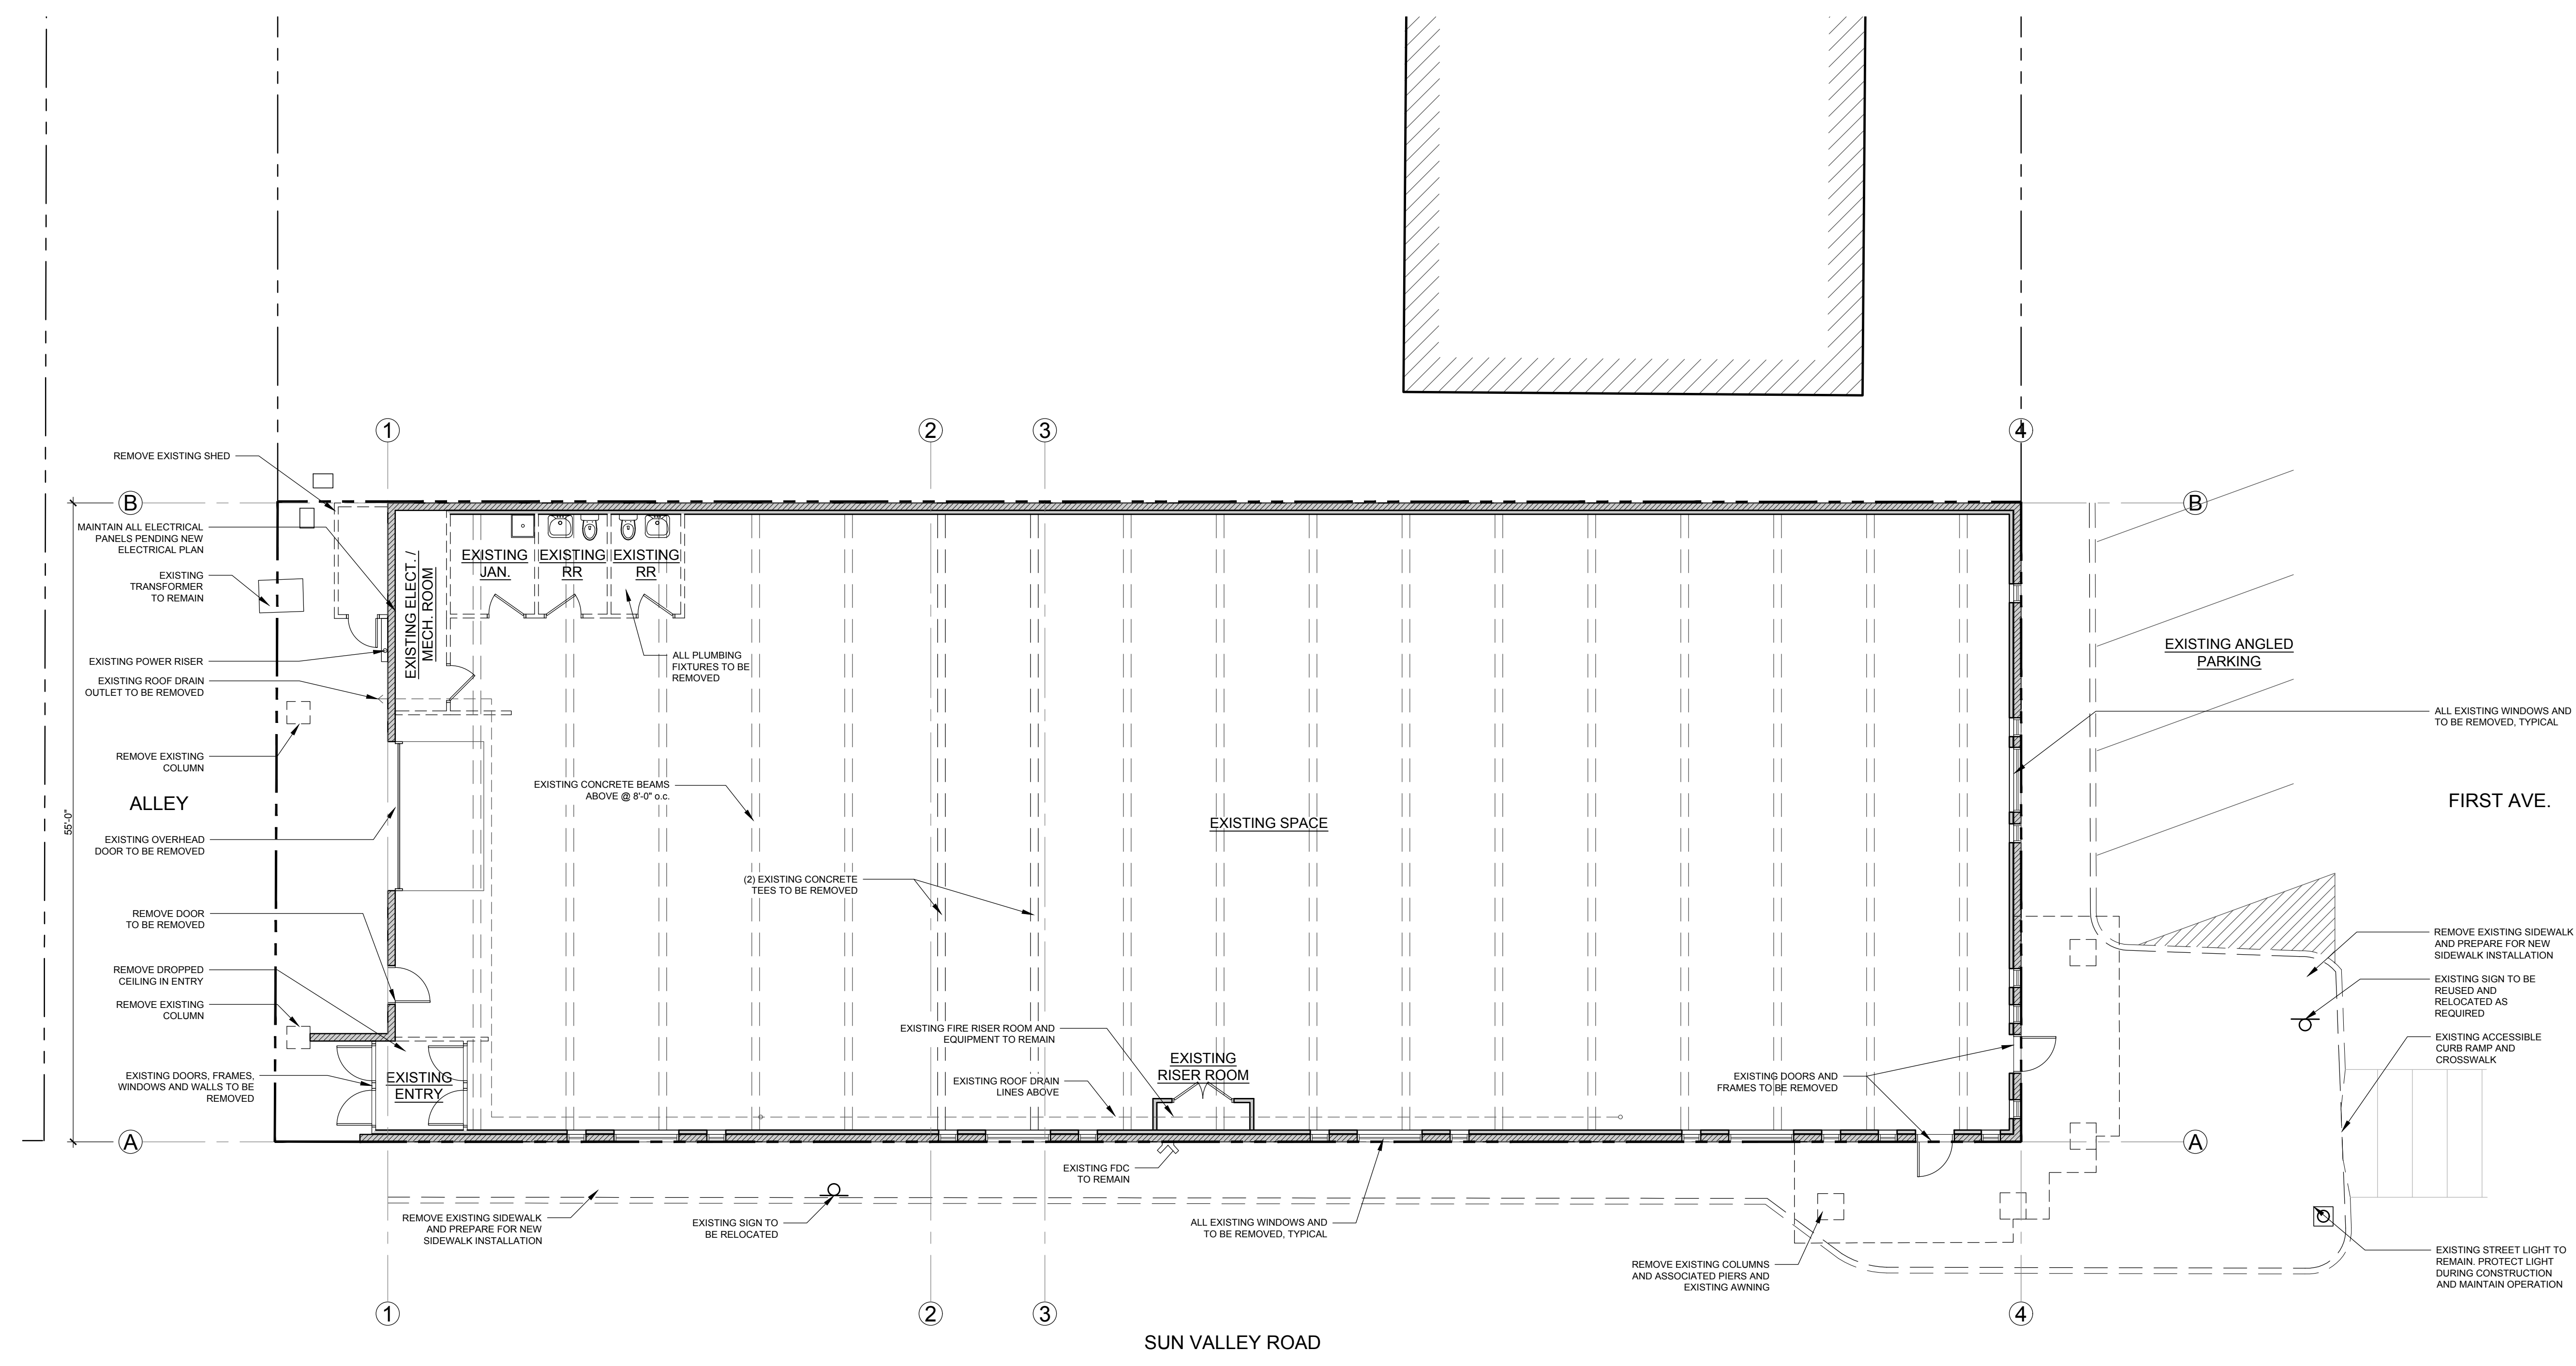 1
2
3
4
REMOVE EXISTING SHED
B
B
MAINTAIN ALL ELECTRICAL
PANELS PENDING NEW
ELECTRICAL PLAN
EXISTING
TRANSFORMER
TO REMAIN
EXISTING POWER RISER
EXISTING ROOF DRAIN
OUTLET TO BE REMOVED
REMOVE EXISTING
COLUMN
ALLEY
55'-0"
EXISTING OVERHEAD
DOOR TO BE REMOVED
REMOVE DOOR
TO BE REMOVED
REMOVE DROPPED
CEILING IN ENTRY
REMOVE EXISTING
COLUMN
EXISTING DOORS, FRAMES,
WINDOWS AND WALLS TO BE
REMOVED
A
EXISTING ELECT. /
MECH. ROOM
EXISTING
JAN.
EXISTING
RR
EXISTING
RR
ALL PLUMBING
FIXTURES TO BE
REMOVED
EXISTING CONCRETE BEAMS
ABOVE @ 8'-0" o.c.
(2) EXISTING CONCRETE
TEES TO BE REMOVED
EXISTING SPACE
EXISTING FIRE RISER ROOM AND
EQUIPMENT TO REMAIN
EXISTING
RISER ROOM
EXISTING ROOF DRAIN
LINES ABOVE
EXISTING
ENTRY
EXISTING DOORS AND
FRAMES TO BE REMOVED
EXISTING ANGLED
PARKING
ALL EXISTING WINDOWS AND
TO BE REMOVED, TYPICAL
FIRST AVE.
REMOVE EXISTING SIDEWALK
AND PREPARE FOR NEW
SIDEWALK INSTALLATION
EXISTING SIGN TO BE
REUSED AND
RELOCATED AS
REQUIRED
EXISTING ACCESSIBLE
CURB RAMP AND
CROSSWALK
A
EXISTING FDC
TO REMAIN
REMOVE EXISTING SIDEWALK
AND PREPARE FOR NEW
SIDEWALK INSTALLATION
EXISTING SIGN TO
BE RELOCATED
ALL EXISTING WINDOWS AND
TO BE REMOVED, TYPICAL
REMOVE EXISTING COLUMNS
AND ASSOCIATED PIERS AND
EXISTING AWNING
EXISTING STREET LIGHT TO
REMAIN. PROTECT LIGHT
DURING CONSTRUCTION
AND MAINTAIN OPERATION
1
2
3
4
SUN VALLEY ROAD